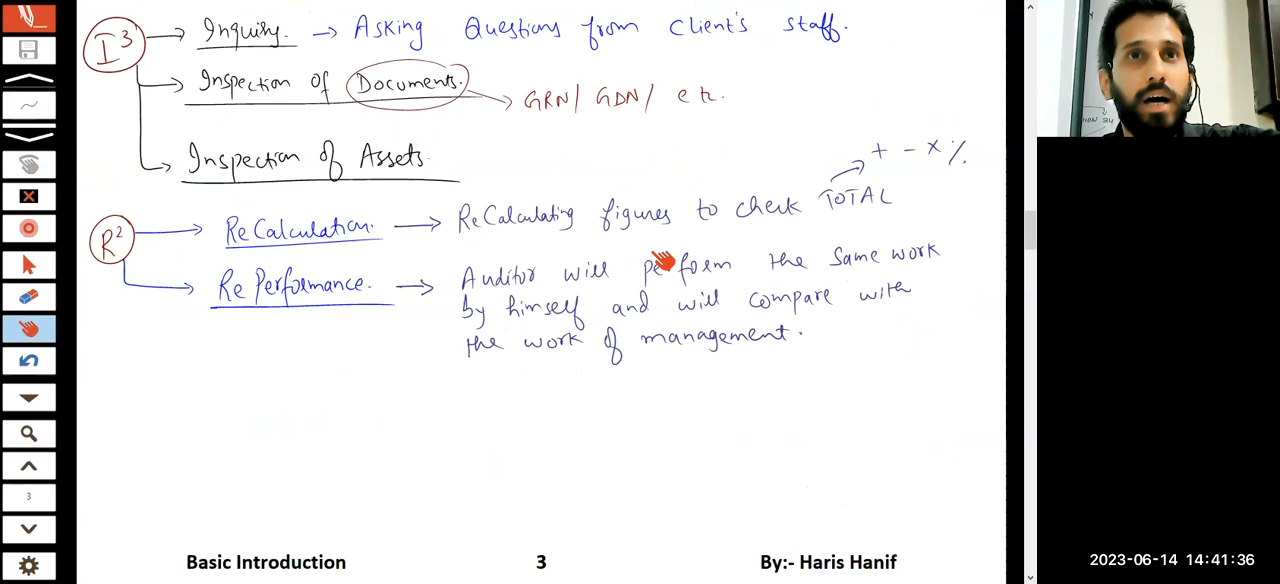 I³ → Inquiry. → Asking Questions from Client's staff.
→ Inspection of Documents. → GRN/ GDN/ etc.
→ Inspection of Assets.
+ - x %
R² → ReCalculation. → ReCalculating figures to check TOTAL
→ RePerformance. → Auditor will perform the same work
by himself and will compare with
the work of management.
3
Basic Introduction 3 By:- Haris Hanif
2023-06-14 14:41:36